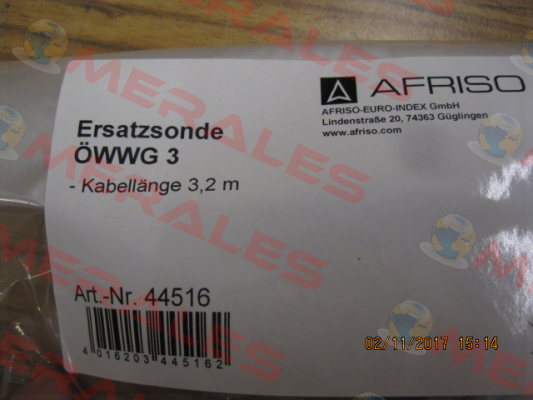 AFRISO
AFRISO-EURO-INDEX GmbH
Lindenstraße 20, 74363 Güglingen
www.afriso.com
Ersatzsonde
ÖWWG 3
- Kabellänge 3,2 m
Art.-Nr. 44516
4 016203 445162
MERALES
02/11/2017 15:14